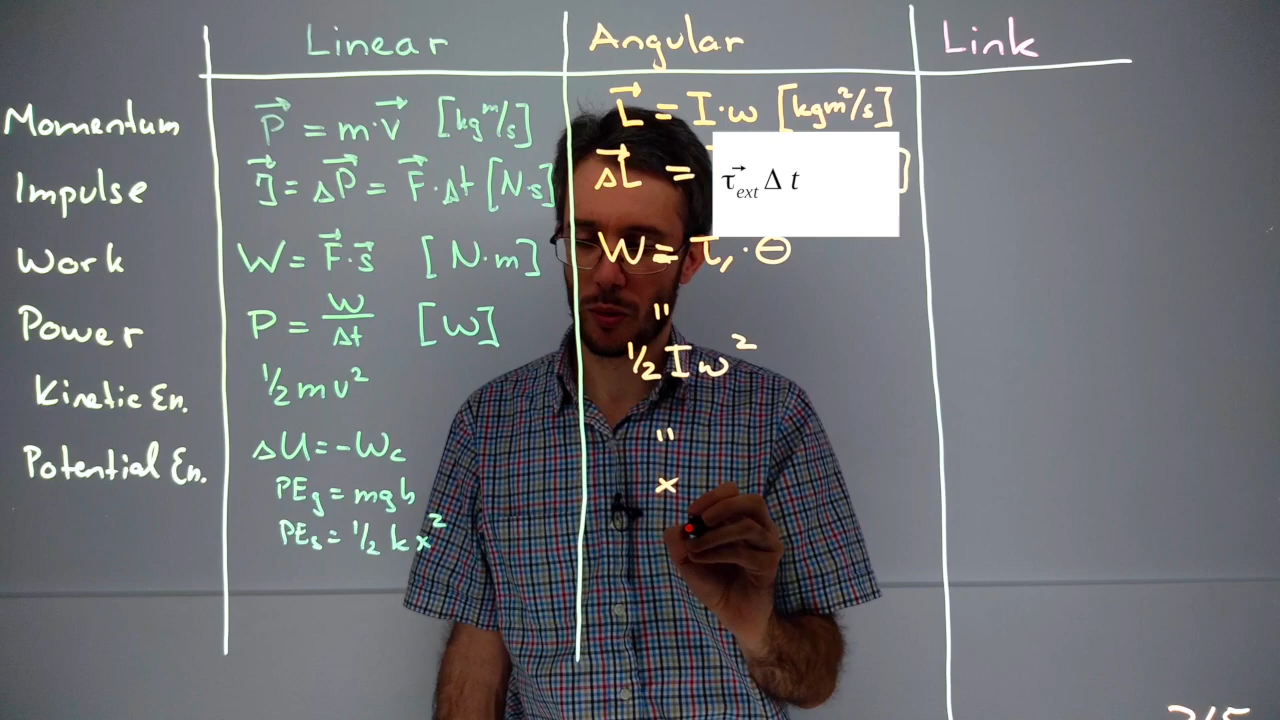 Linear Angular Link
Momentum P⃗ = m·v⃗ [kg m/s] L⃗ = I·ω [kgm²/s]
Impulse J⃗ = ΔP⃗ = F⃗·Δt [N·s] ΔL⃗ = τ⃗ext Δ t ]
Work W = F⃗·s⃗ [N·m] W = τ, · Θ
Power P = W/Δt [W] "
Kinetic En. ½ m v² ½ I ω²
Potential En. ΔU = -Wc "
PEg = mgh x
PEs = ½ k x²